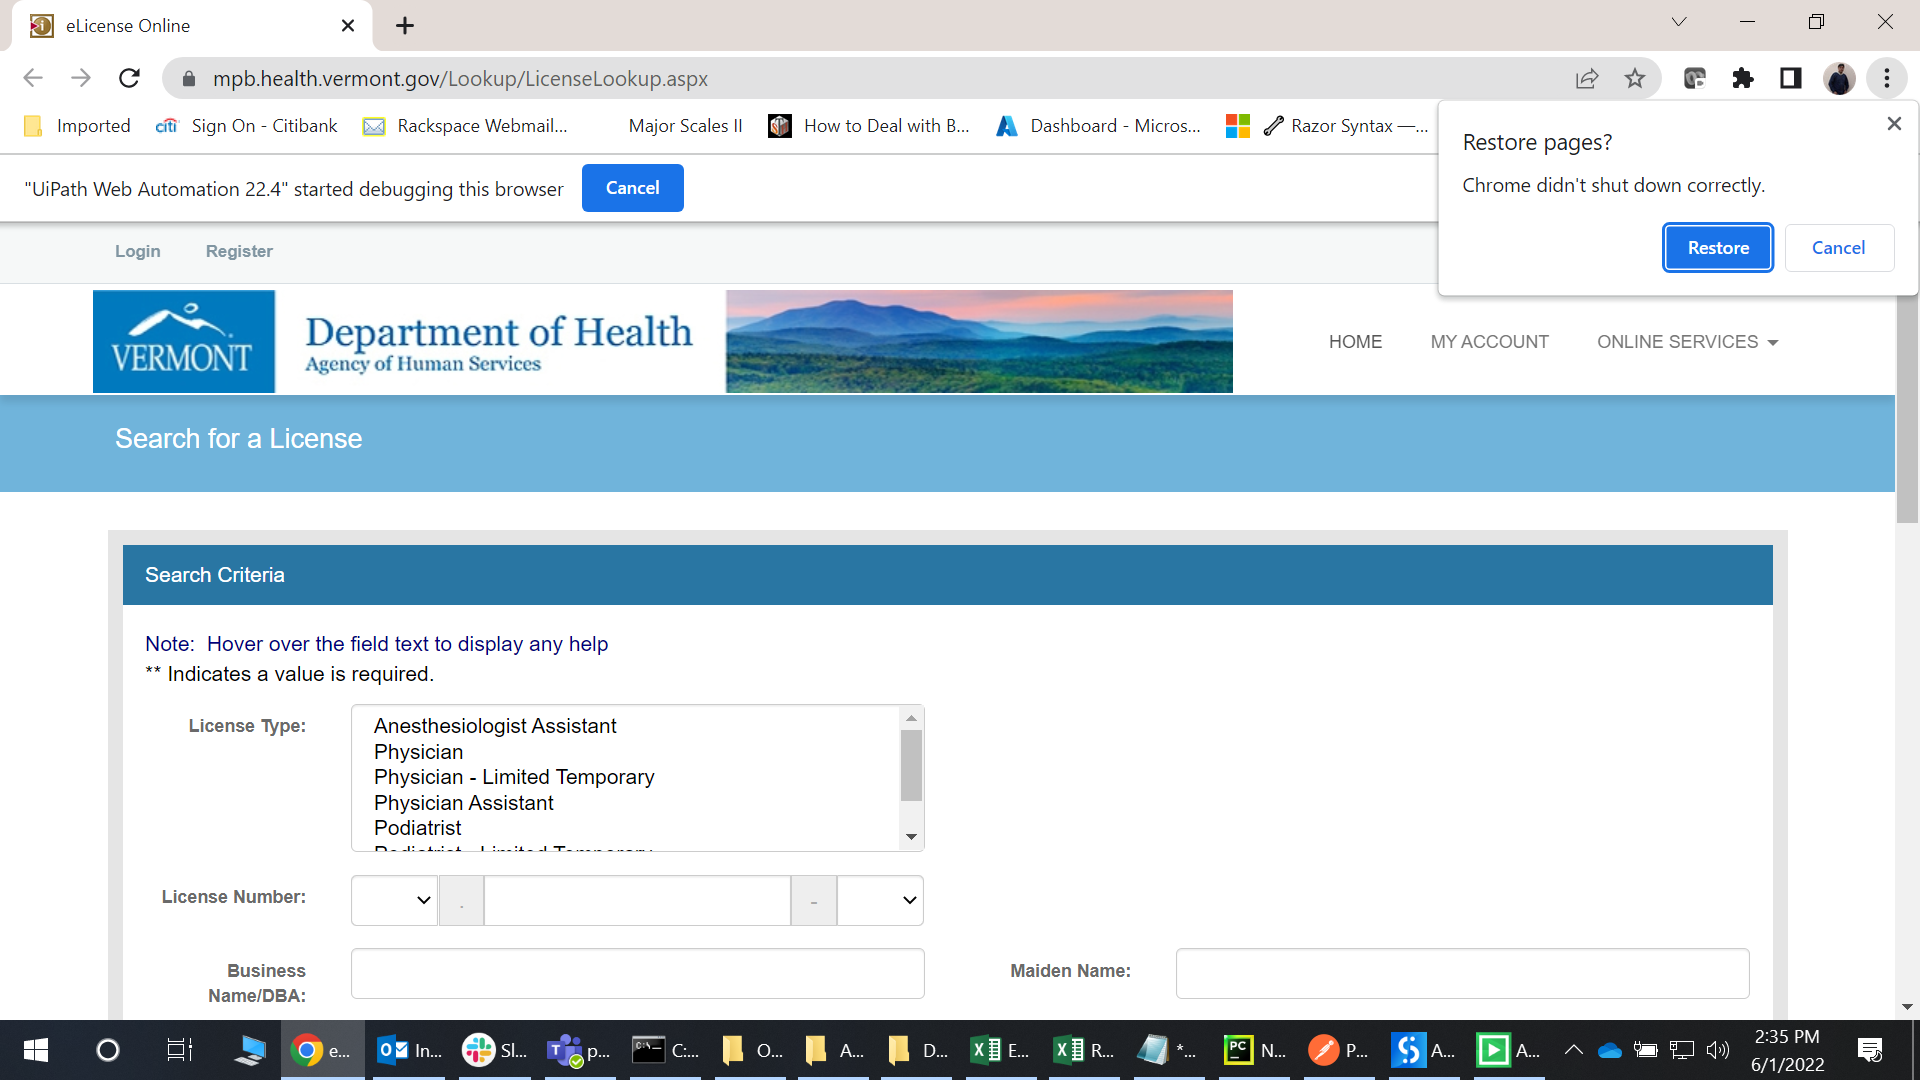 eLicense Online
mpb.health.vermont.gov/Lookup/LicenseLookup.aspx
Imported
citi Sign On - Citibank
Rackspace Webmail...
Major Scales II
How to Deal with B...
Dashboard - Micros...
Razor Syntax —...
Restore pages?
Chrome didn't shut down correctly.
Restore
Cancel
"UiPath Web Automation 22.4" started debugging this browser
Cancel
Login
Register
VERMONT
Department of Health
Agency of Human Services
HOME
MY ACCOUNT
ONLINE SERVICES
Search for a License
Search Criteria
Note: Hover over the field text to display any help
** Indicates a value is required.
License Type:
Anesthesiologist Assistant
Physician
Physician - Limited Temporary
Physician Assistant
Podiatrist
Podiatrist - Limited Temporary
License Number:
.
-
Business
Name/DBA:
Maiden Name:
e...
In...
Sl...
p...
C:...
O...
A...
D...
E...
R...
*...
PC
N...
P...
A...
A...
2:35 PM
6/1/2022